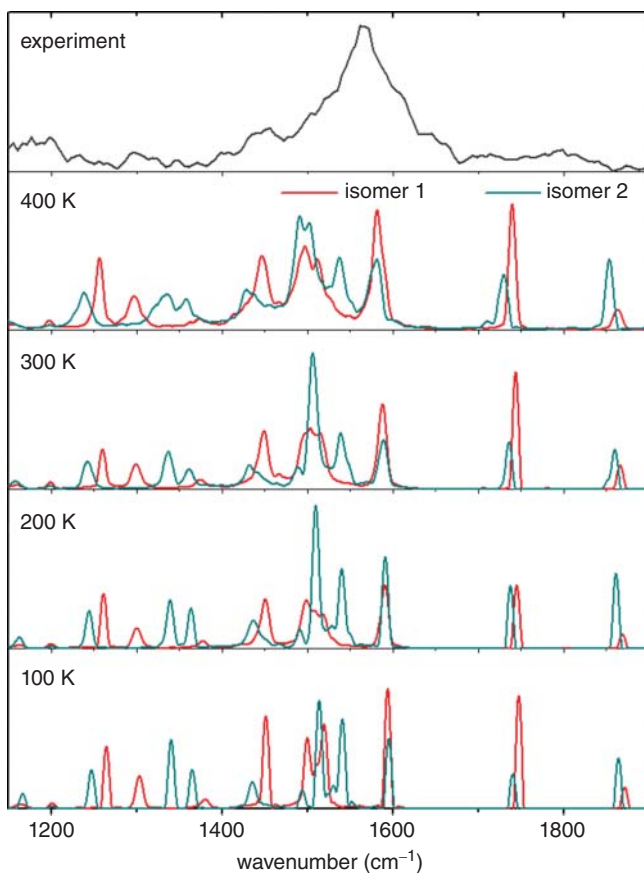 experiment
400 K
isomer 1 isomer 2
300 K
200 K
100 K
1200 1400 1600 1800
wavenumber (cm⁻¹)